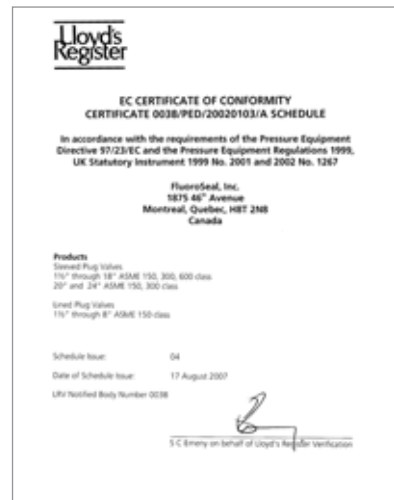 Lloyd's
Register
EC CERTIFICATE OF CONFORMITY
CERTIFICATE 0038/PED/20020103/A SCHEDULE
In accordance with the requirements of the Pressure Equipment
Directive 97/23/EC and the Pressure Equipment Regulations 1999,
UK Statutory Instrument 1999 No. 2001 and 2002 No. 1267
FluoroSeal, Inc.
1875 46th Avenue
Montreal, Quebec, H8T 2N8
Canada
Products
Sleeved Plug Valves
1½" through 18" ASME 150, 300, 600 class
20" and 24" ASME 150, 300 class
Lined Plug Valves
1½" through 8" ASME 150 class
Schedule Issue: 04
Date of Schedule Issue: 17 August 2007
LRV Notified Body Number 0038
S C Emeny on behalf of Lloyd's Register Verification